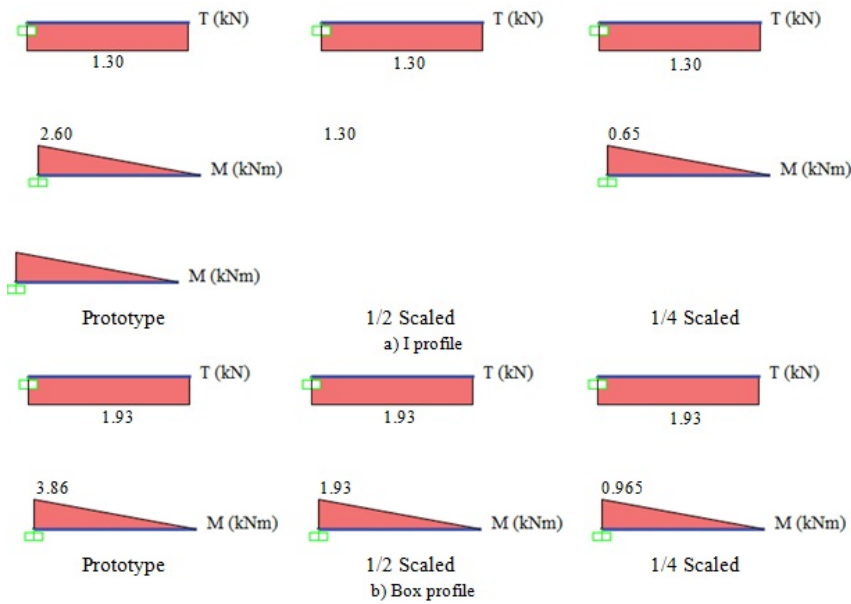 T (kN) T (kN) T (kN)
1.30 1.30 1.30
2.60 1.30 0.65
M (kNm) M (kNm)
M (kNm)
Prototype 1/2 Scaled 1/4 Scaled
a) I profile
T (kN) T (kN) T (kN)
1.93 1.93 1.93
3.86 1.93 0.965
M (kNm) M (kNm) M (kNm)
Prototype 1/2 Scaled 1/4 Scaled
b) Box profile